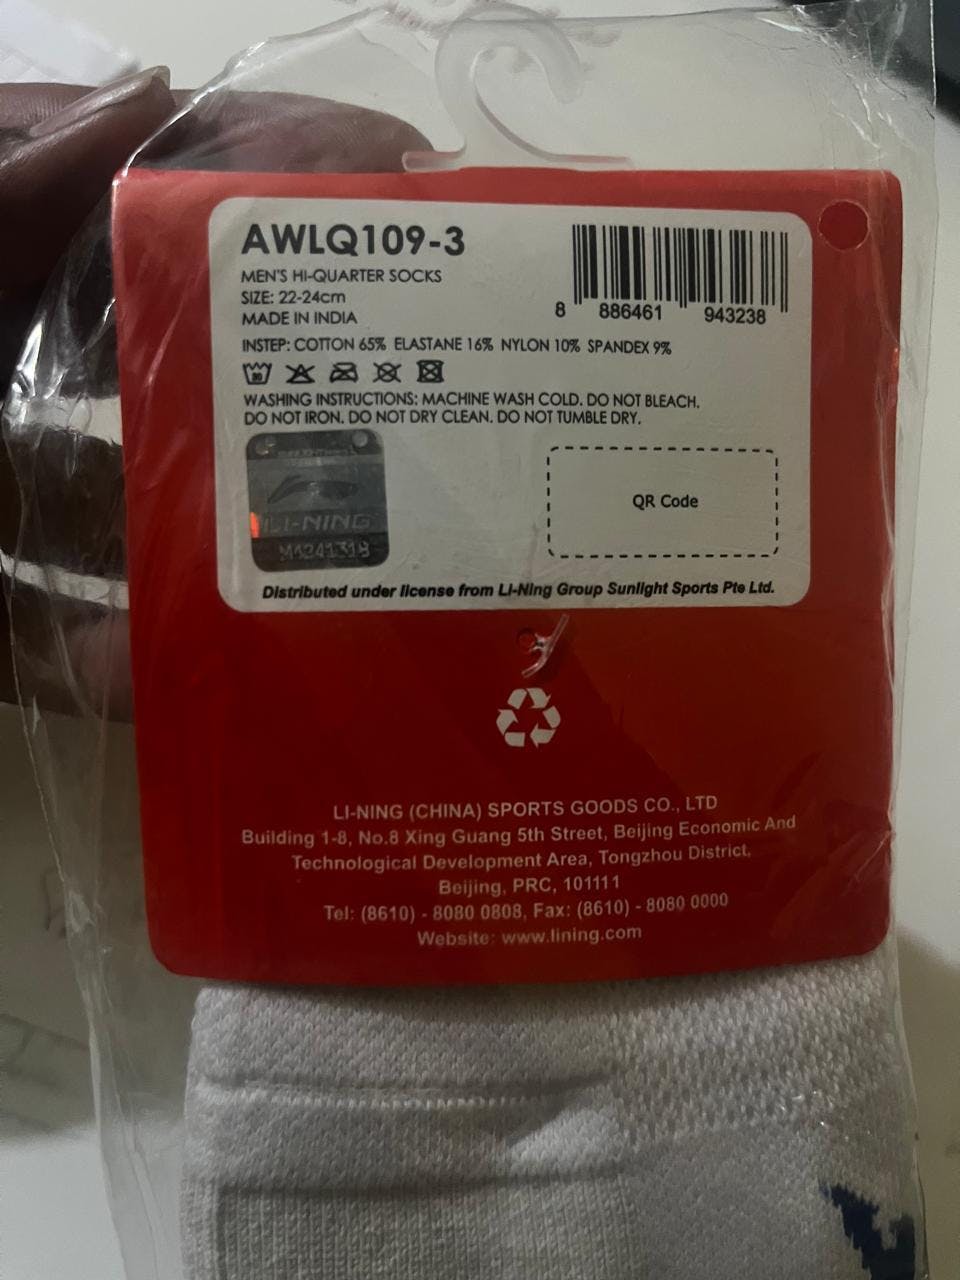 AWLQ109-3
MEN'S HI-QUARTER SOCKS
SIZE: 22-24cm
MADE IN INDIA
8 886461 943238
INSTEP: COTTON 65% ELASTANE 16% NYLON 10% SPANDEX 9%
30
WASHING INSTRUCTIONS: MACHINE WASH COLD. DO NOT BLEACH.
DO NOT IRON. DO NOT DRY CLEAN. DO NOT TUMBLE DRY.
LI-NING
M4241318
QR Code
Distributed under license from Li-Ning Group Sunlight Sports Pte Ltd.
LI-NING (CHINA) SPORTS GOODS CO., LTD
Building 1-8, No.8 Xing Guang 5th Street, Beijing Economic And
Technological Development Area, Tongzhou District,
Beijing, PRC, 101111
Tel: (8610) - 8080 0808, Fax: (8610) - 8080 0000
Website: www.lining.com